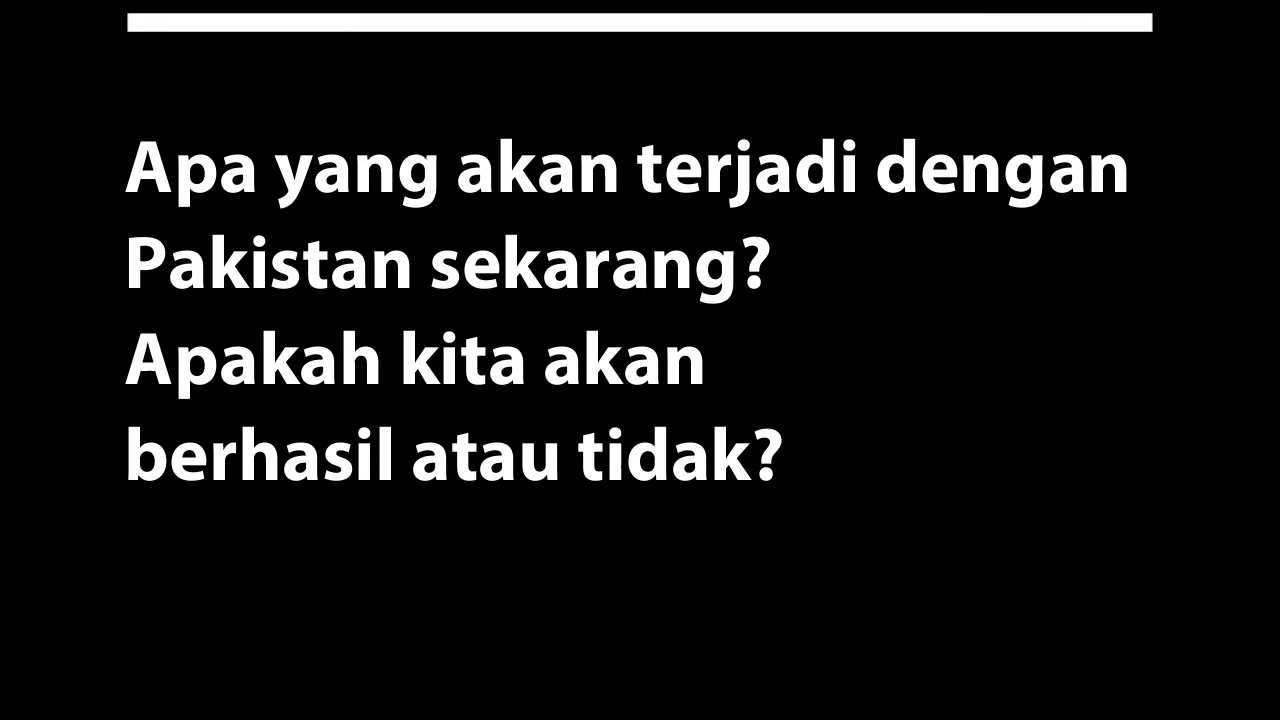 Apa yang akan terjadi dengan
Pakistan sekarang?
Apakah kita akan
berhasil atau tidak?